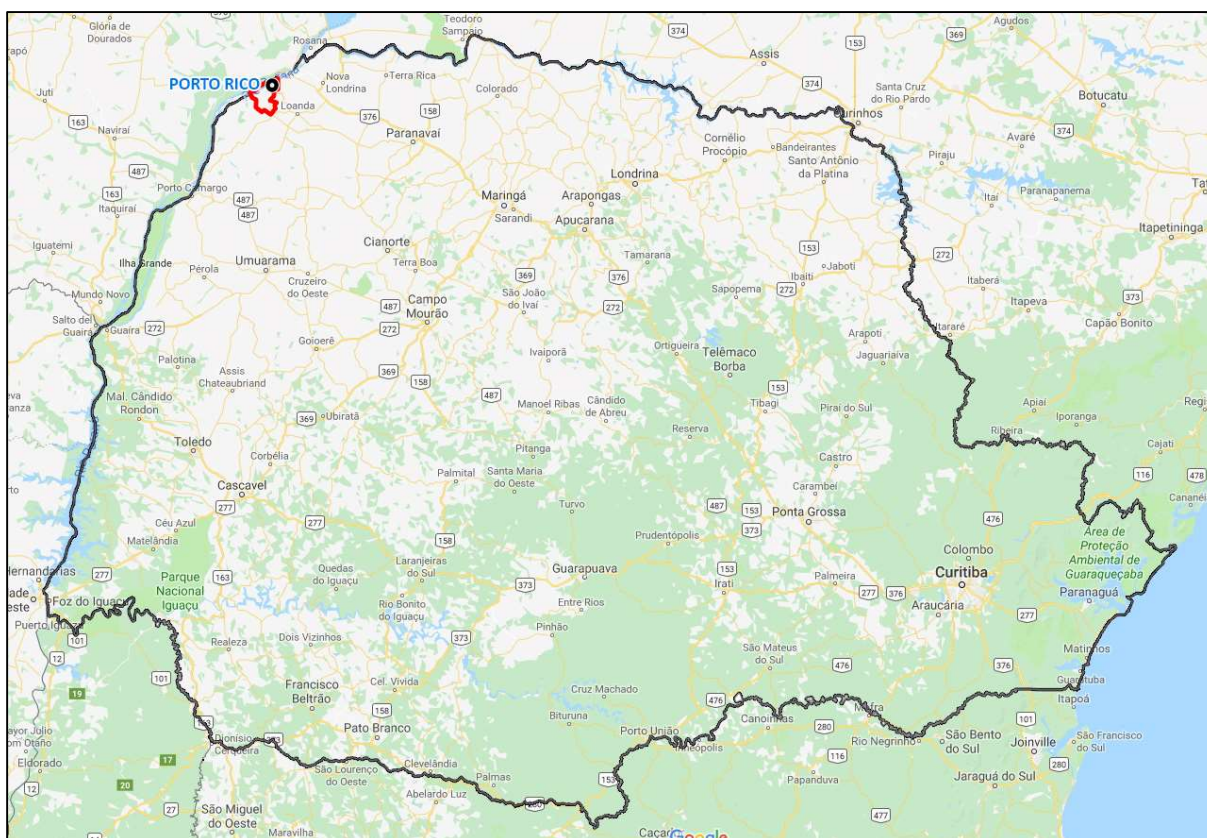 Glória de
Dourados
Teodoro
Sampaio
374
Assis
153
Agudos
369
Rosana
PORTO RICO
Nova
Londrina
Terra Rica
Colorado
374
Santa Cruz
do Rio Pardo
Botucatu
Juti
163
Naviraí
Loanda
376
158
Paranavaí
Ourinhos
Cornélio
Procópio
Bandeirantes
Santo Antônio
da Platina
Avaré
374
Piraju
487
163
Itaquiraí
Porto Camargo
487
487
Londrina
Maringá
Sarandi
Arapongas
Apucarana
Itaí
Paranapanema
Itapetininga
Iguatemi
Ilha Grande
Umuarama
Pérola
Cruzeiro
do Oeste
Cianorte
Terra Boa
Tamarana
369
376
153
Jaboti
Ibaiti
272
272
Itaberá
Mundo Novo
Salto del
Guairá
Guaira
272
Campo
Mourão
487
272
São João
do Ivaí
272
Sapopema
Itapeva
373
Capão Bonito
Arapoti
Itararé
Jaguariaíva
Palotina
Goioerê
Ivaiporã
Ortigueira
Telêmaco
Borba
Assis
Chateaubriand
369
158
153
Mal. Cândido
Rondon
369
Ubiratã
487
Manoel Ribas
Cândido
de Abreu
Tibagi
Piraí do Sul
Apiaí
Iporanga
Ribeira
Toledo
Corbélia
Pitanga
Reserva
Castro
Cajati
116
478
Cascavel
Palmital
Santa Maria
do Oeste
Carambeí
277
277
Turvo
487
153
373
Ponta Grossa
476
Área de
Proteção
Ambiental de
Guaraqueçaba
Céu Azul
Matelândia
158
Prudentópolis
Colombo
Curitiba
Hernandarias
277
Parque
Nacional
Iguaçu
163
Quedas
do Iguaçu
Laranjeiras
do Sul
373
Guarapuava
153
Irati
Palmeira
277
376
Araucária
277
Paranaguá
Foz do Iguaçu
101
12
Rio Bonito
do Iguaçu
Entre Rios
Pinhão
373
Realeza
Dois Vizinhos
São Mateus
do Sul
476
376
Matinhos
Guaratuba
Itapoá
19
101
Francisco
Beltrão
Cel. Vivida
158
Pato Branco
Cruz Machado
Bituruna
476
Porto União
Canoinhas
280
Mafra
Rio Negrinho
São Bento
do Sul
101
Joinville
São Francisco
do Sul
280
Eldorado
17
Dionísio
Cerqueira
São Lourenço
do Oeste
Clevelândia
Palmas
153
116
Papanduva
Jaraguá do Sul
12
20
27
São Miguel
do Oeste
Maravilha
Abelardo Luz
280
477
Google